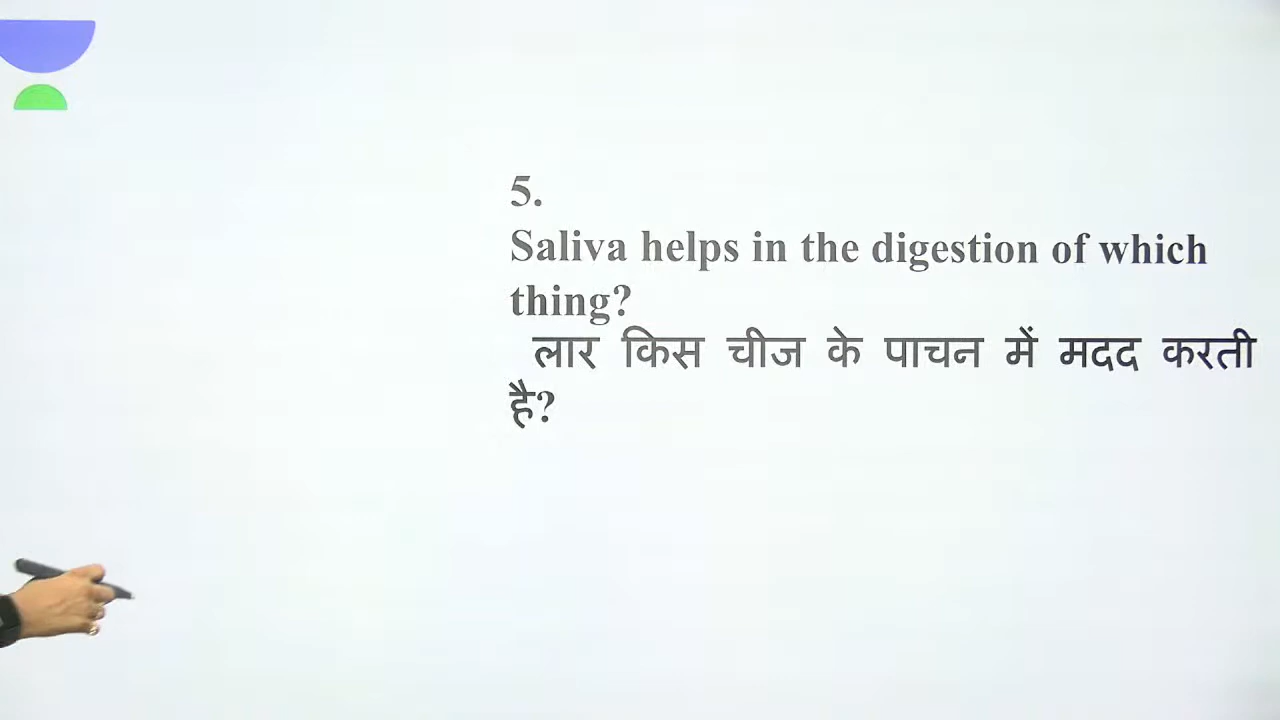 5.
Saliva helps in the digestion of which
thing?
लार किस चीज के पाचन में मदद करती
है?